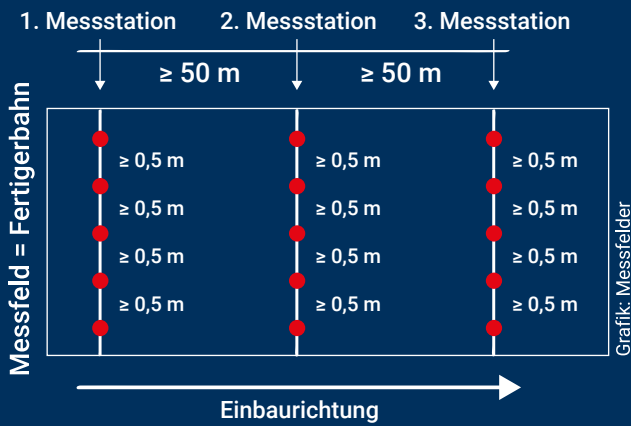 1. Messstation 2. Messstation 3. Messstation
≥ 50 m ≥ 50 m
Messfeld = Fertigerbahn
≥ 0,5 m ≥ 0,5 m ≥ 0,5 m
≥ 0,5 m ≥ 0,5 m ≥ 0,5 m
≥ 0,5 m ≥ 0,5 m ≥ 0,5 m
≥ 0,5 m ≥ 0,5 m ≥ 0,5 m
Grafik: Messfelder
Einbaurichtung